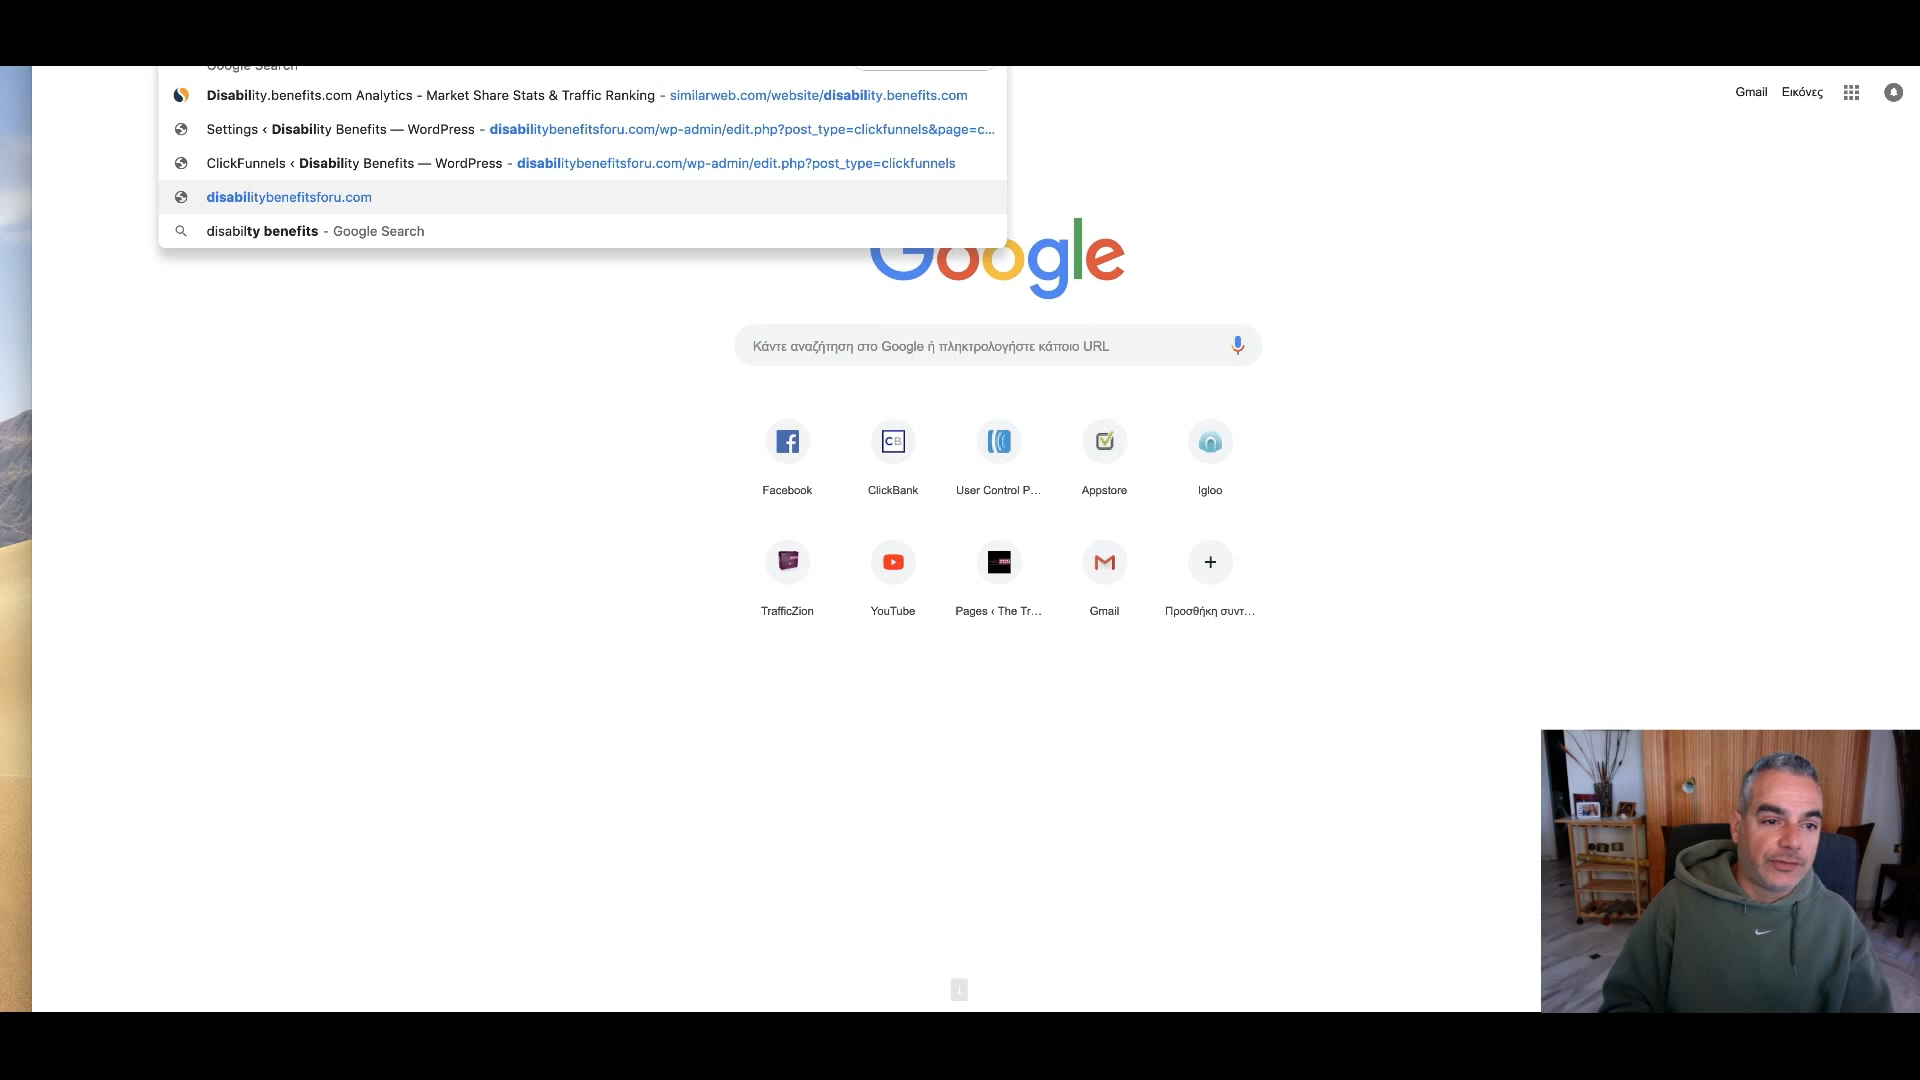 Google Search
Disability.benefits.com Analytics - Market Share Stats & Traffic Ranking - similarweb.com/website/disability.benefits.com
Settings ‹ Disability Benefits — WordPress - disabilitybenefitsforu.com/wp-admin/edit.php?post_type=clickfunnels&page=c...
ClickFunnels ‹ Disability Benefits — WordPress - disabilitybenefitsforu.com/wp-admin/edit.php?post_type=clickfunnels
disabilitybenefitsforu.com
disabilty benefits - Google Search
Gmail Εικόνες
Google
Κάντε αναζήτηση στο Google ή πληκτρολογήστε κάποιο URL
CB
Facebook ClickBank User Control P... Appstore Igloo
TrafficZion YouTube Pages ‹ The Tr... Gmail Προσθήκη συντ...